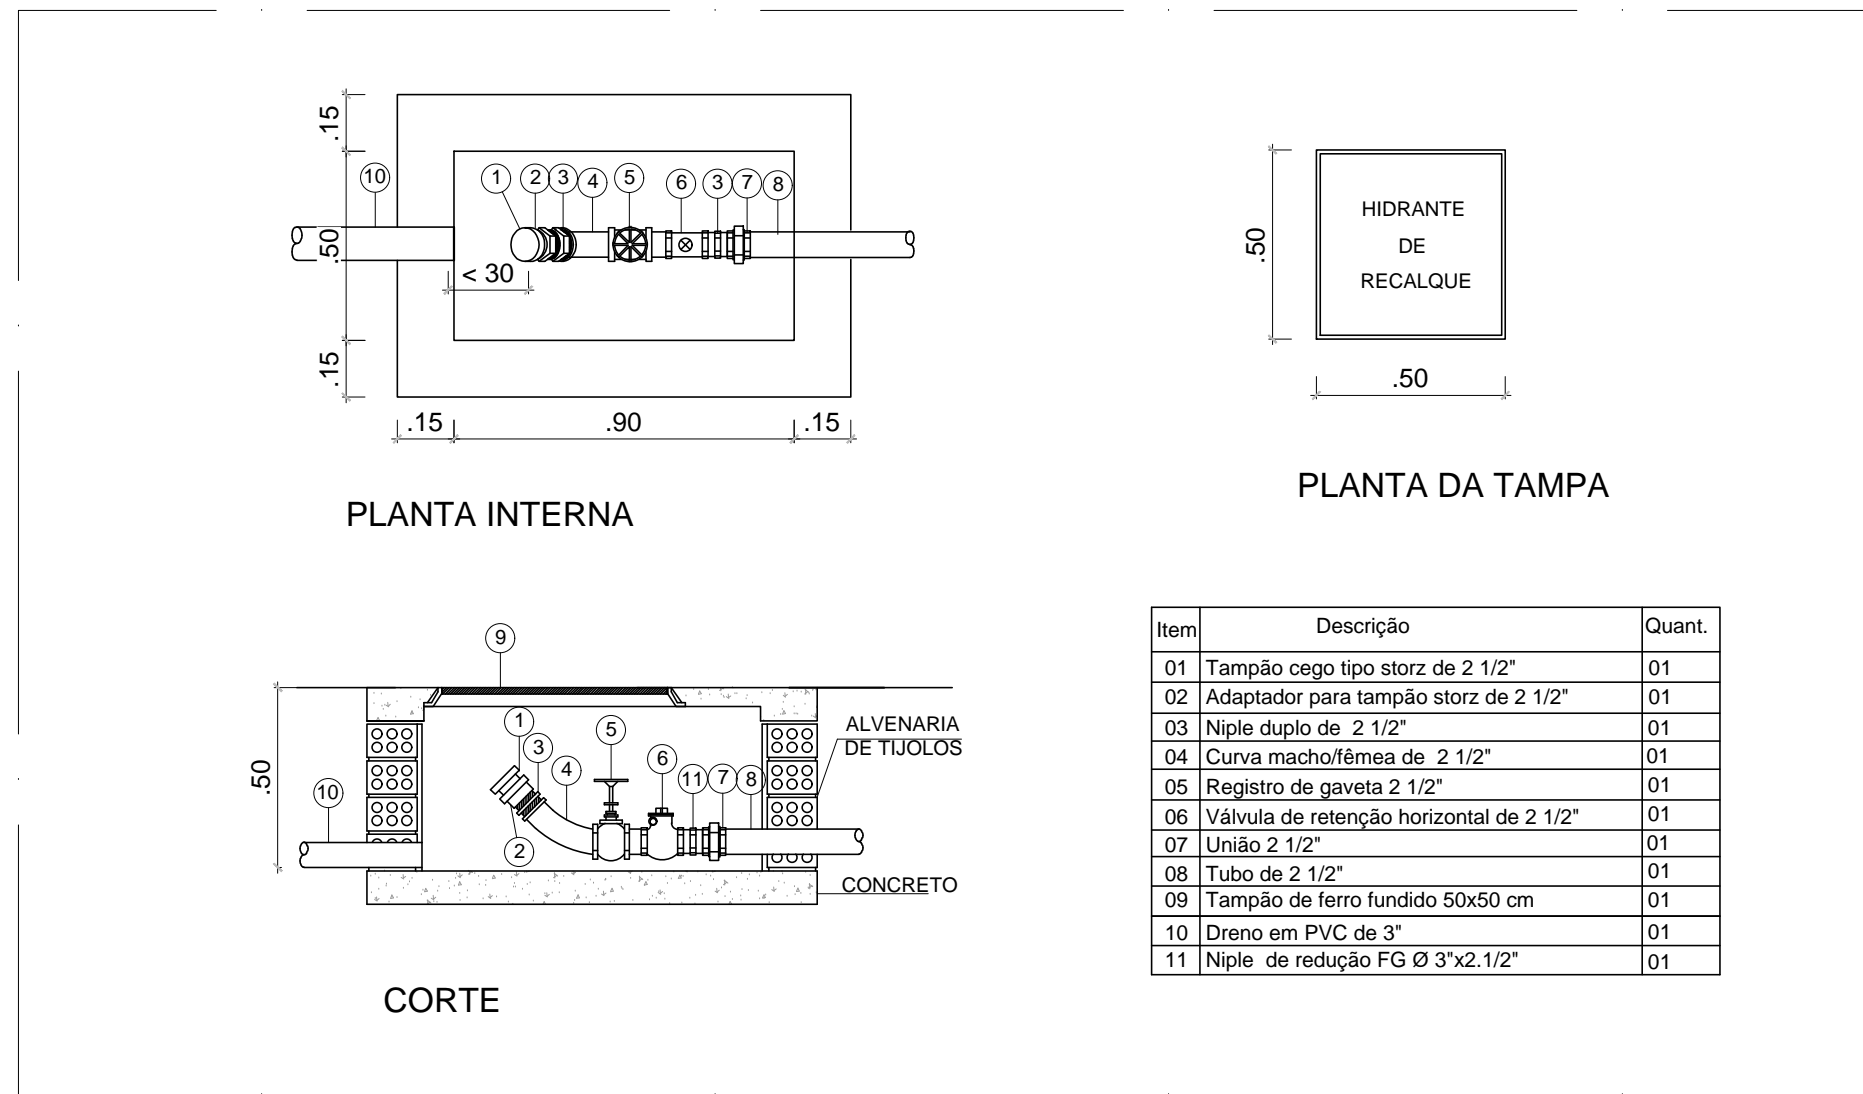 .15
10
1
2
3
4
5
6
3
7
8
.50
< 30
.15
.15
.90
.15
PLANTA INTERNA
HIDRANTE
DE
RECALQUE
.50
.50
PLANTA DA TAMPA
9
1
3
4
5
6
11
7
8
10
2
.50
ALVENARIA
DE TIJOLOS
CONCRETO
CORTE
Item Descrição Quant.
01 Tampão cego tipo storz de 2 1/2" 01
02 Adaptador para tampão storz de 2 1/2" 01
03 Niple duplo de 2 1/2" 01
04 Curva macho/fêmea de 2 1/2" 01
05 Registro de gaveta 2 1/2" 01
06 Válvula de retenção horizontal de 2 1/2" 01
07 União 2 1/2" 01
08 Tubo de 2 1/2" 01
09 Tampão de ferro fundido 50x50 cm 01
10 Dreno em PVC de 3" 01
11 Niple de redução FG Ø 3"x2.1/2" 01